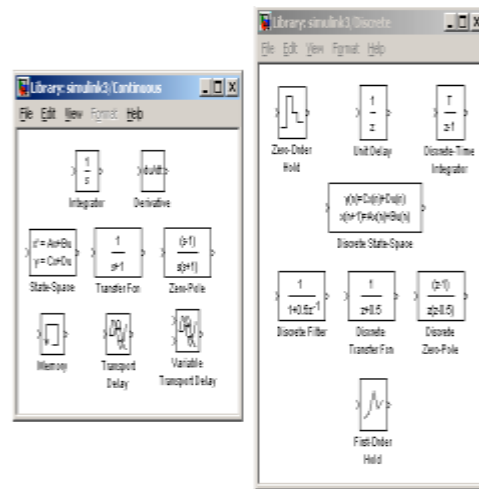 Library: simulink3/Continuous
File Edit View Format Help
1
s
Integrator
du/dt
Derivative
x' = Ax+Bu
y = Cx+Du
State-Space
1
s+1
Transfer Fcn
(s-1)
s(s+1)
Zero-Pole
Memory
Transport
Delay
Variable
Transport Delay
Library: simulink3/Discrete
File Edit View Format Help
Zero-Order
Hold
1
z
Unit Delay
T
z-1
Discrete-Time
Integrator
y(n)=Cx(n)+Du(n)
x(n+1)=Ax(n)+Bu(n)
Discrete State-Space
1
1+0.5z⁻¹
Discrete Filter
1
z+0.5
Discrete
Transfer Fcn
(z-1)
z(z-0.5)
Discrete
Zero-Pole
First-Order
Hold